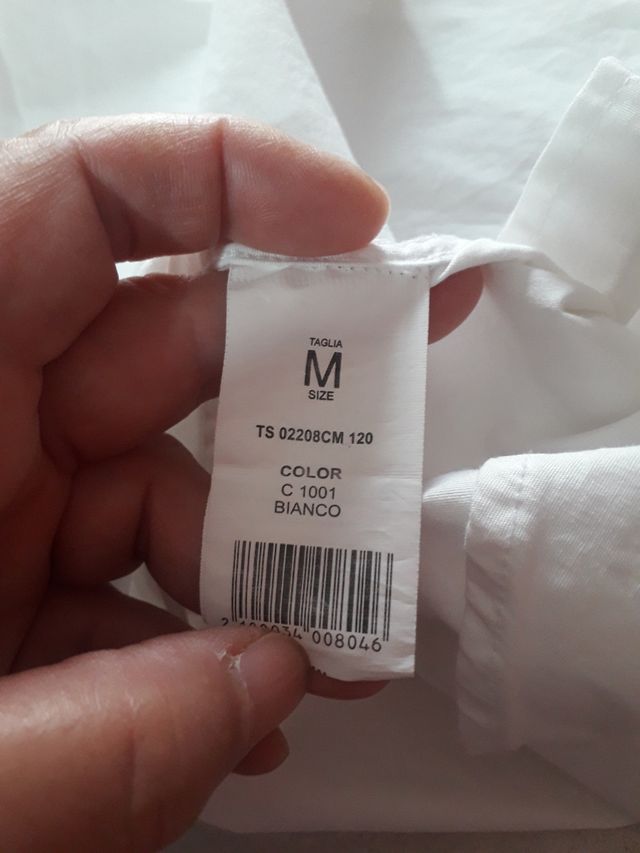 TAGLIA
M
SIZE
TS 02208CM 120
COLOR
C 1001
BIANCO
008046